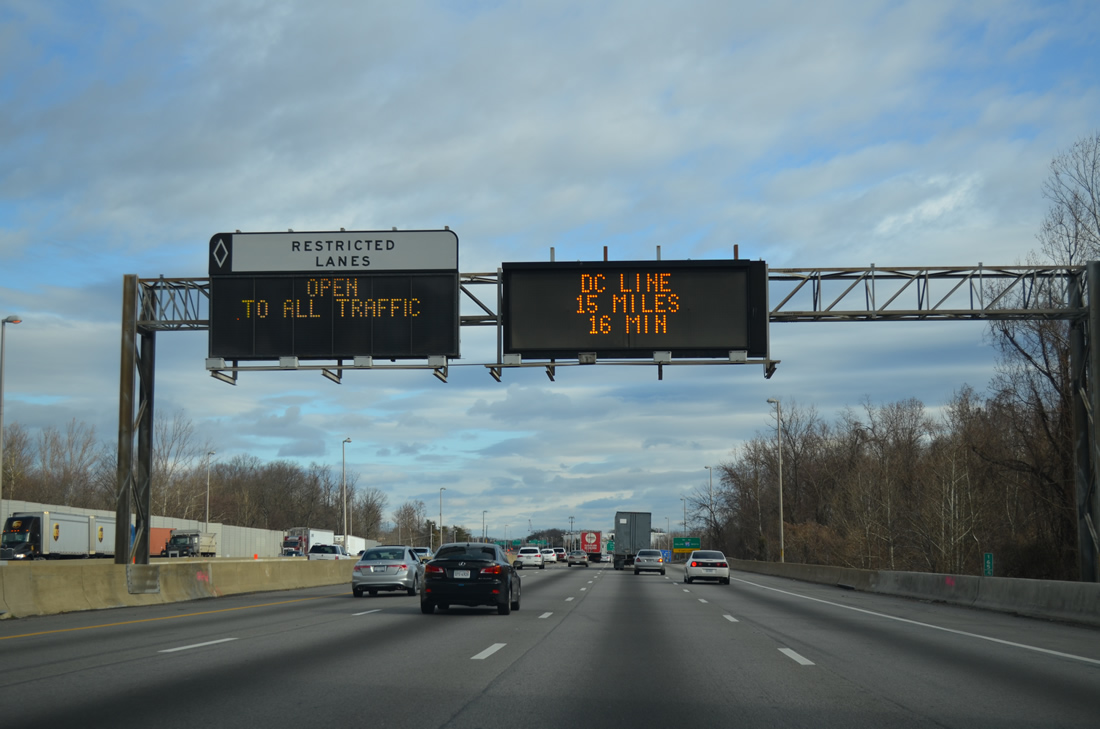 RESTRICTED
LANES
OPEN
TO ALL TRAFFIC
DC LINE
15 MILES
16 MIN